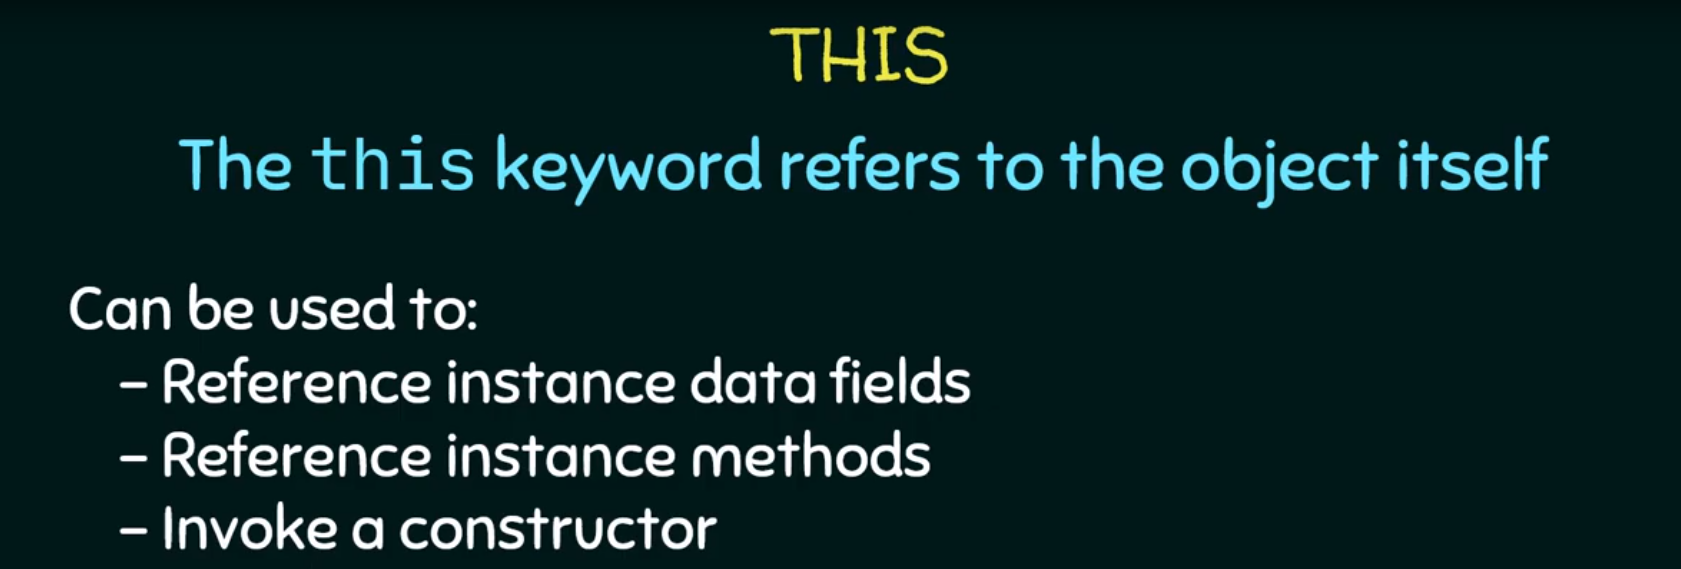 THIS
The this keyword refers to the object itself
Can be used to:
– Reference instance data fields
– Reference instance methods
– Invoke a constructor